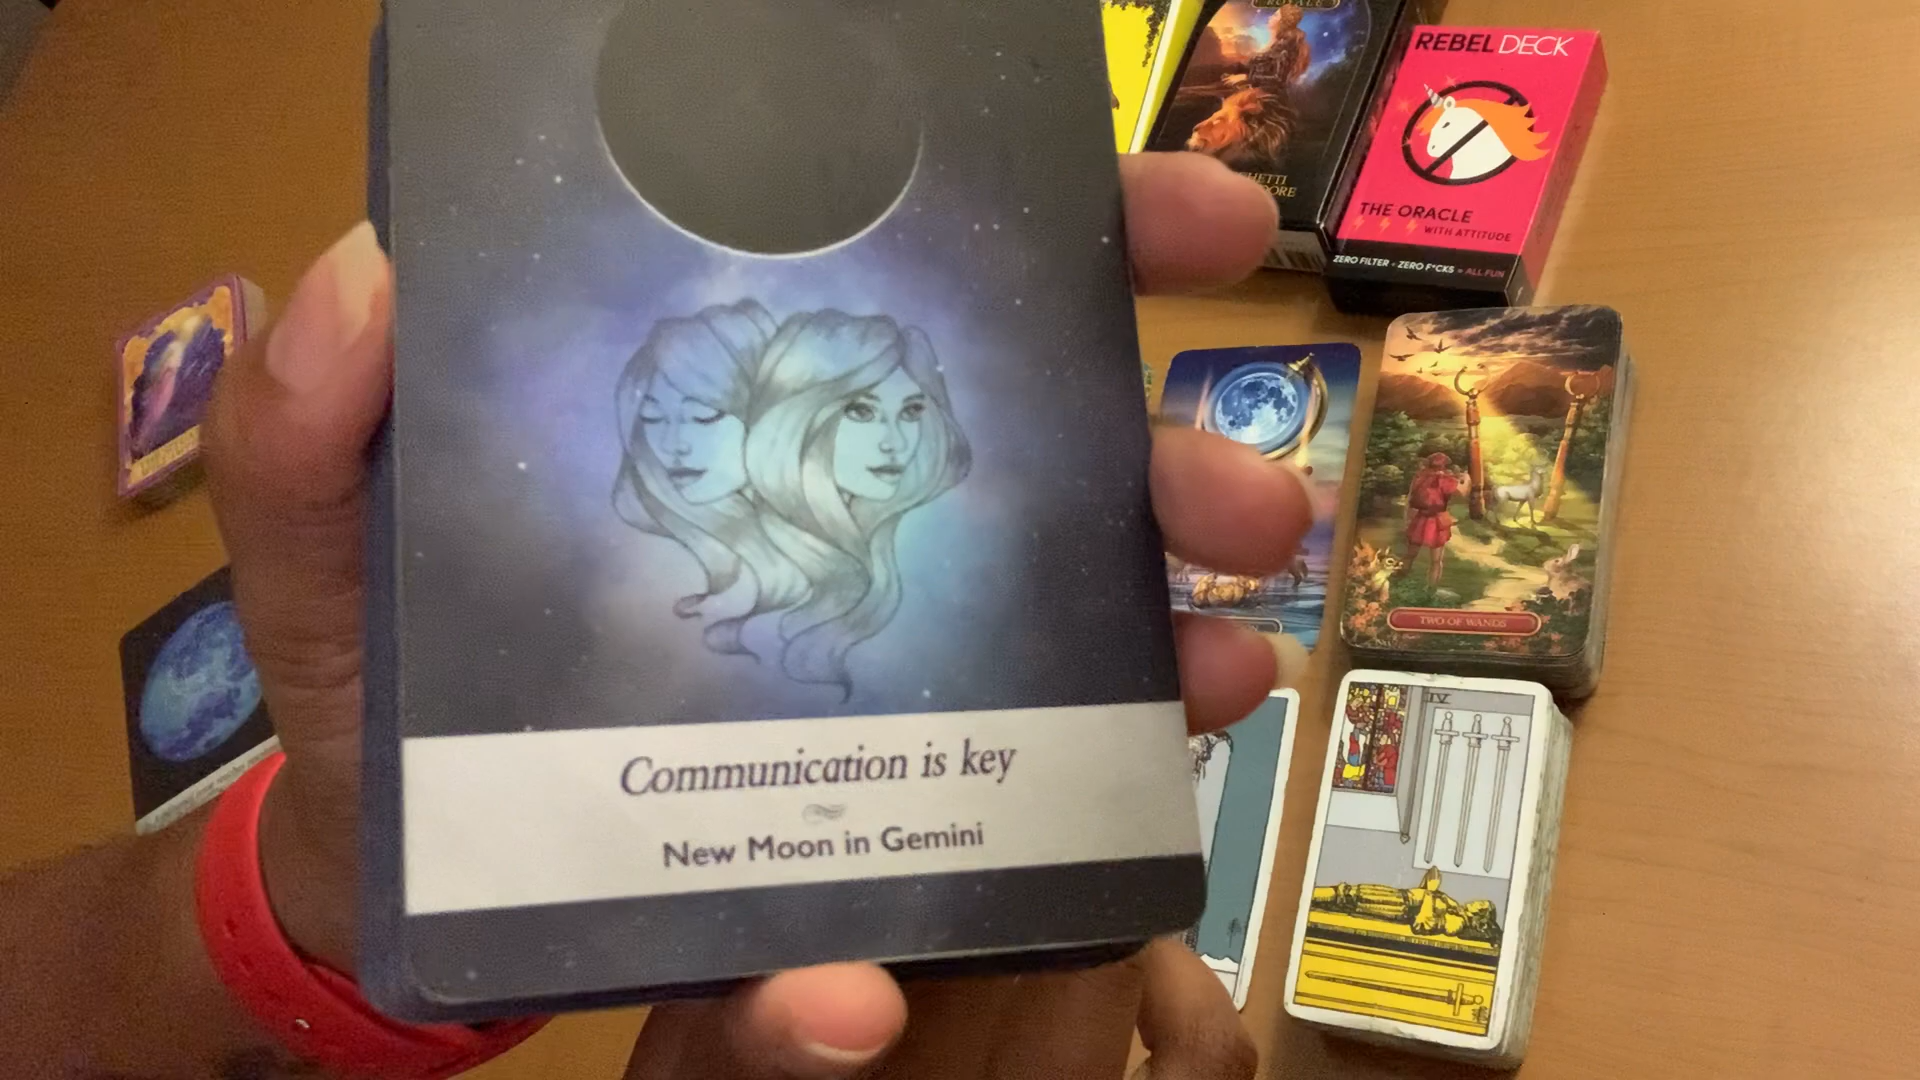 REBEL DECK
THE ORACLE
WITH ATTITUDE
ZERO FILTER - ZERO F*CKS = ALL FUN
TWO OF WANDS
IV
Communication is key
New Moon in Gemini